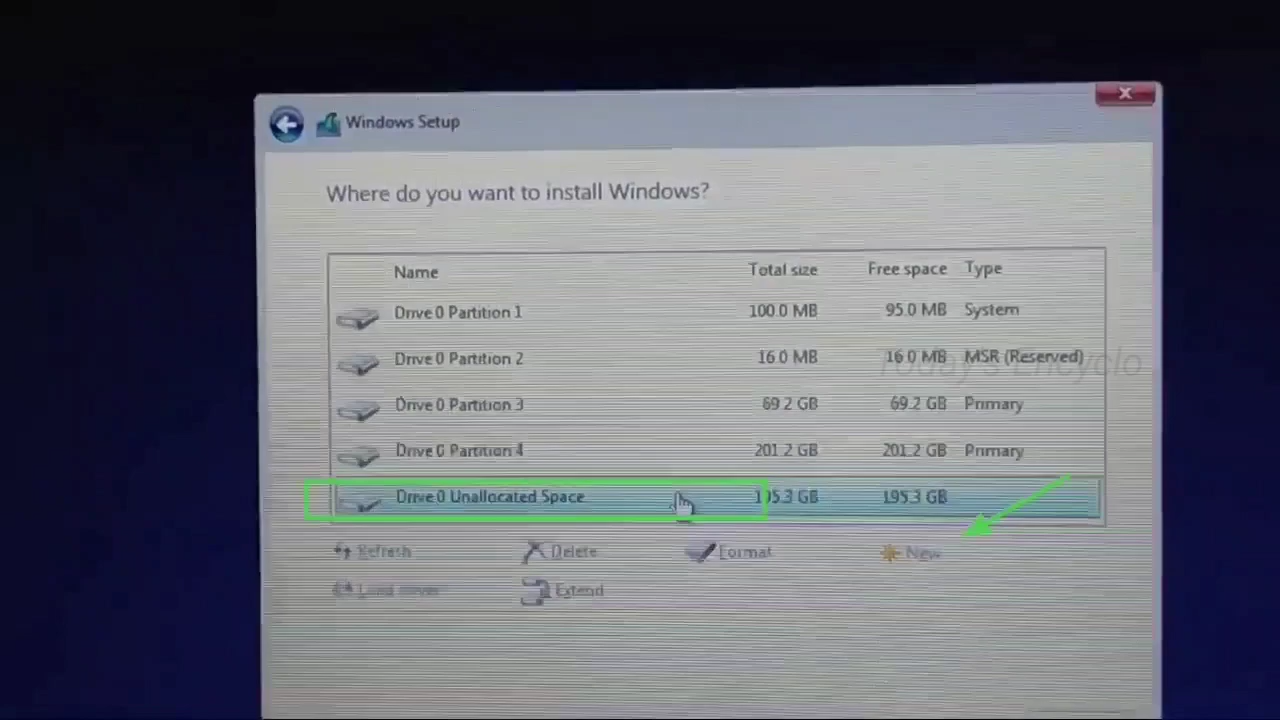 Windows Setup
Where do you want to install Windows?
Name Total size Free space Type
Drive 0 Partition 1 100.0 MB 95.0 MB System
Drive 0 Partition 2 16.0 MB 16.0 MB MSR (Reserved)
Today's Encyclo
Drive 0 Partition 3 69.2 GB 69.2 GB Primary
Drive 0 Partition 4 201.2 GB 201.2 GB Primary
Drive 0 Unallocated Space 195.3 GB 195.3 GB
Refresh Delete Format New
Load driver Extend